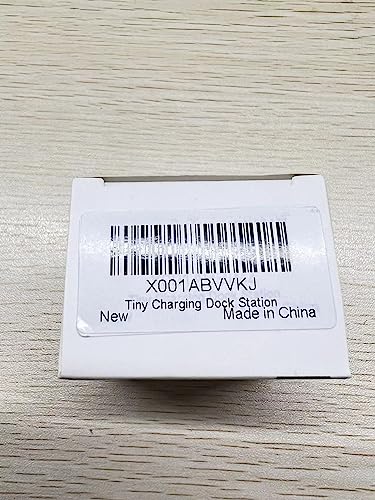 X001ABVVKJ
Tiny Charging Dock Station
New Made in China